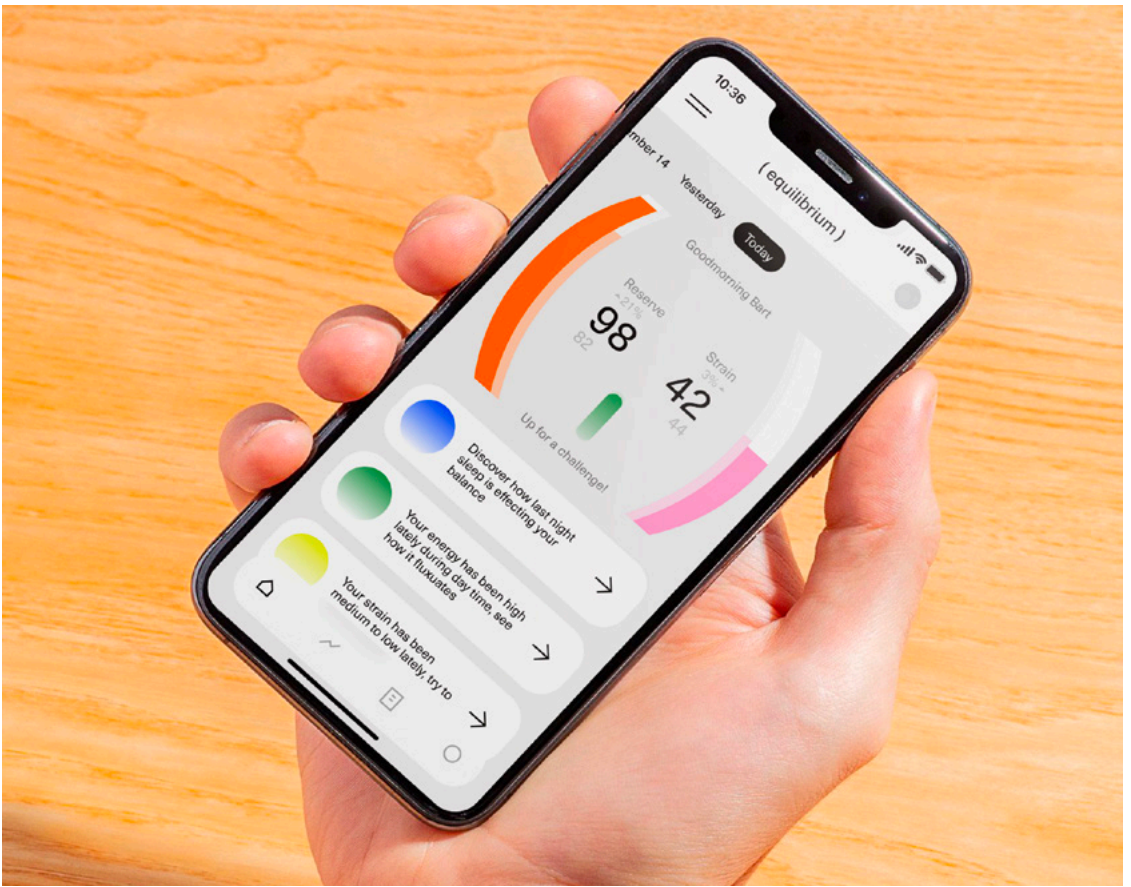 10:36
( equilibrium )
mber 14
Yesterday
Today
Goodmorning Bart
Reserve
21%
98
82
Strain
3%
42
44
Up for a challenge!
Discover how last night
sleep is effecting your
balance
Your energy has been high
lately during day time, see
how it fluxuates
Your strain has been
medium to low lately, try to